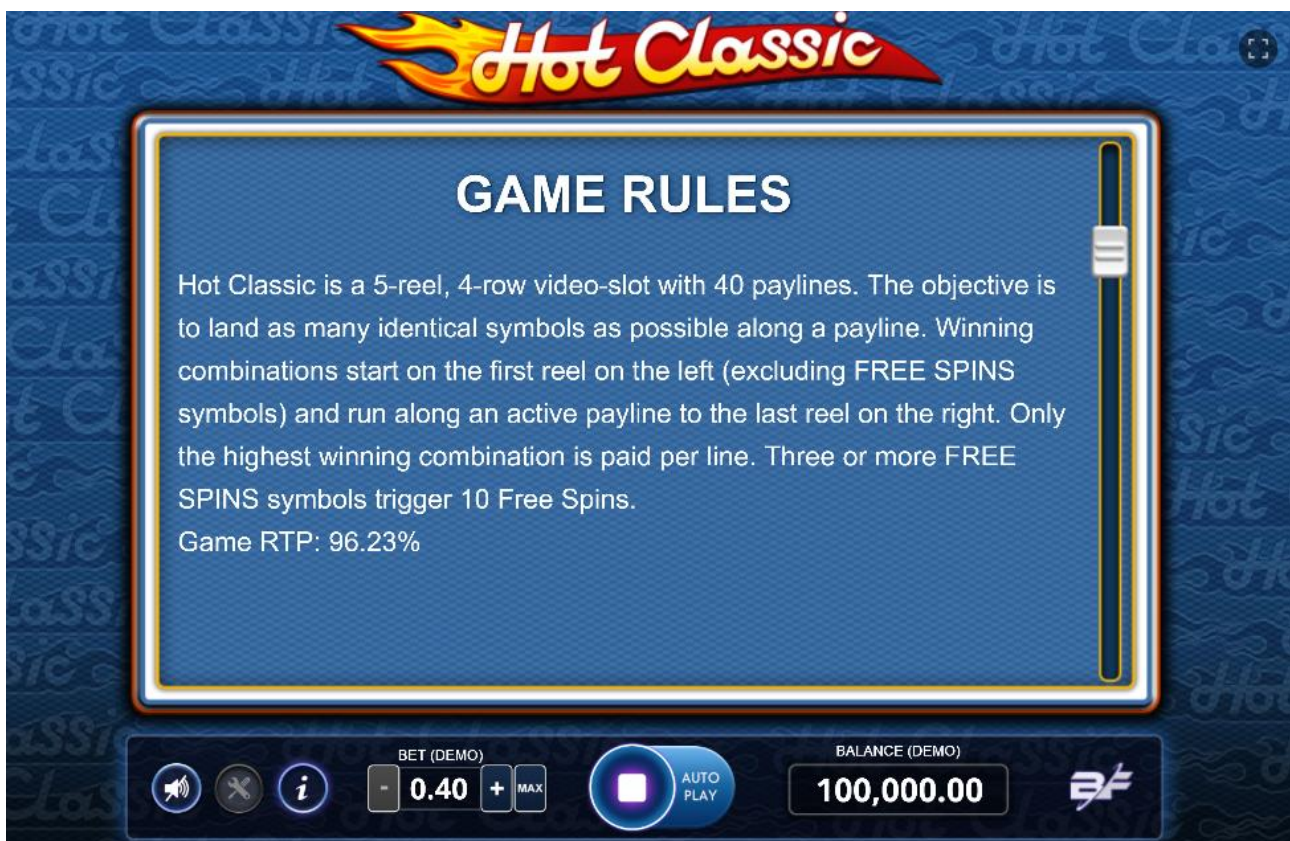 Hot Classic
GAME RULES
Hot Classic is a 5-reel, 4-row video-slot with 40 paylines. The objective is
to land as many identical symbols as possible along a payline. Winning
combinations start on the first reel on the left (excluding FREE SPINS
symbols) and run along an active payline to the last reel on the right. Only
the highest winning combination is paid per line. Three or more FREE
SPINS symbols trigger 10 Free Spins.
Game RTP: 96.23%
BET (DEMO)
- 0.40 + MAX
AUTO
PLAY
BALANCE (DEMO)
100,000.00